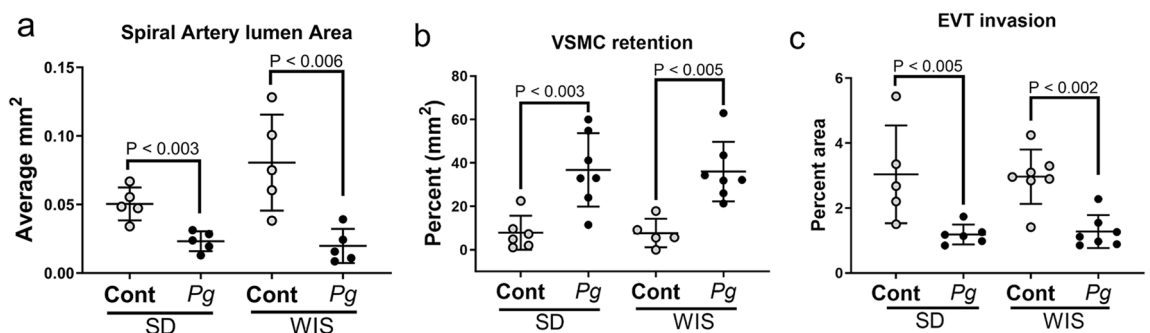 a
Spiral Artery lumen Area
Average mm²
0.15
0.10
0.05
0.00
P < 0.003
P < 0.006
Cont Pg Cont Pg
SD WIS
b
VSMC retention
Percent (mm²)
80
60
40
20
0
P < 0.003
P < 0.005
Cont Pg Cont Pg
SD WIS
c
EVT invasion
Percent area
6
4
2
0
P < 0.005
P < 0.002
Cont Pg Cont Pg
SD WIS